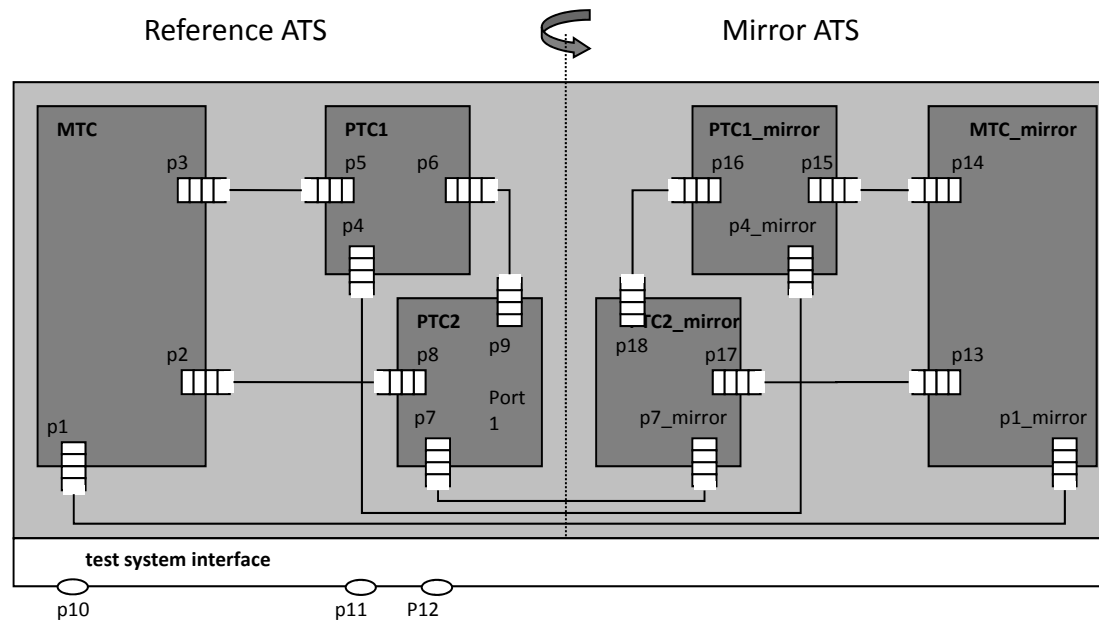 Reference ATS
Mirror ATS
MTC
PTC1
PTC1_mirror
MTC_mirror
p3
p5
p6
p16
p15
p14
p4
p4_mirror
PTC2
PTC2_mirror
p9
p18
p2
p8
p17
p13
Port
1
p7
p7_mirror
p1
p1_mirror
test system interface
p10
p11
P12